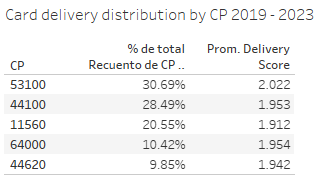 Card delivery distribution by CP 2019 - 2023
% de total Prom. Delivery
CP Recuento de CP .. Score
53100 30.69% 2.022
44100 28.49% 1.953
11560 20.55% 1.912
64000 10.42% 1.954
44620 9.85% 1.942